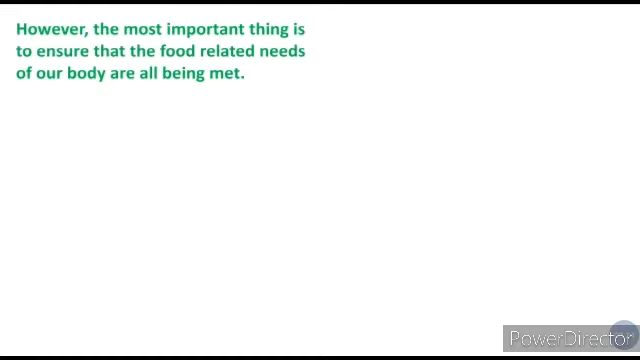 However, the most important thing is
to ensure that the food related needs
of our body are all being met.
PowerDirector